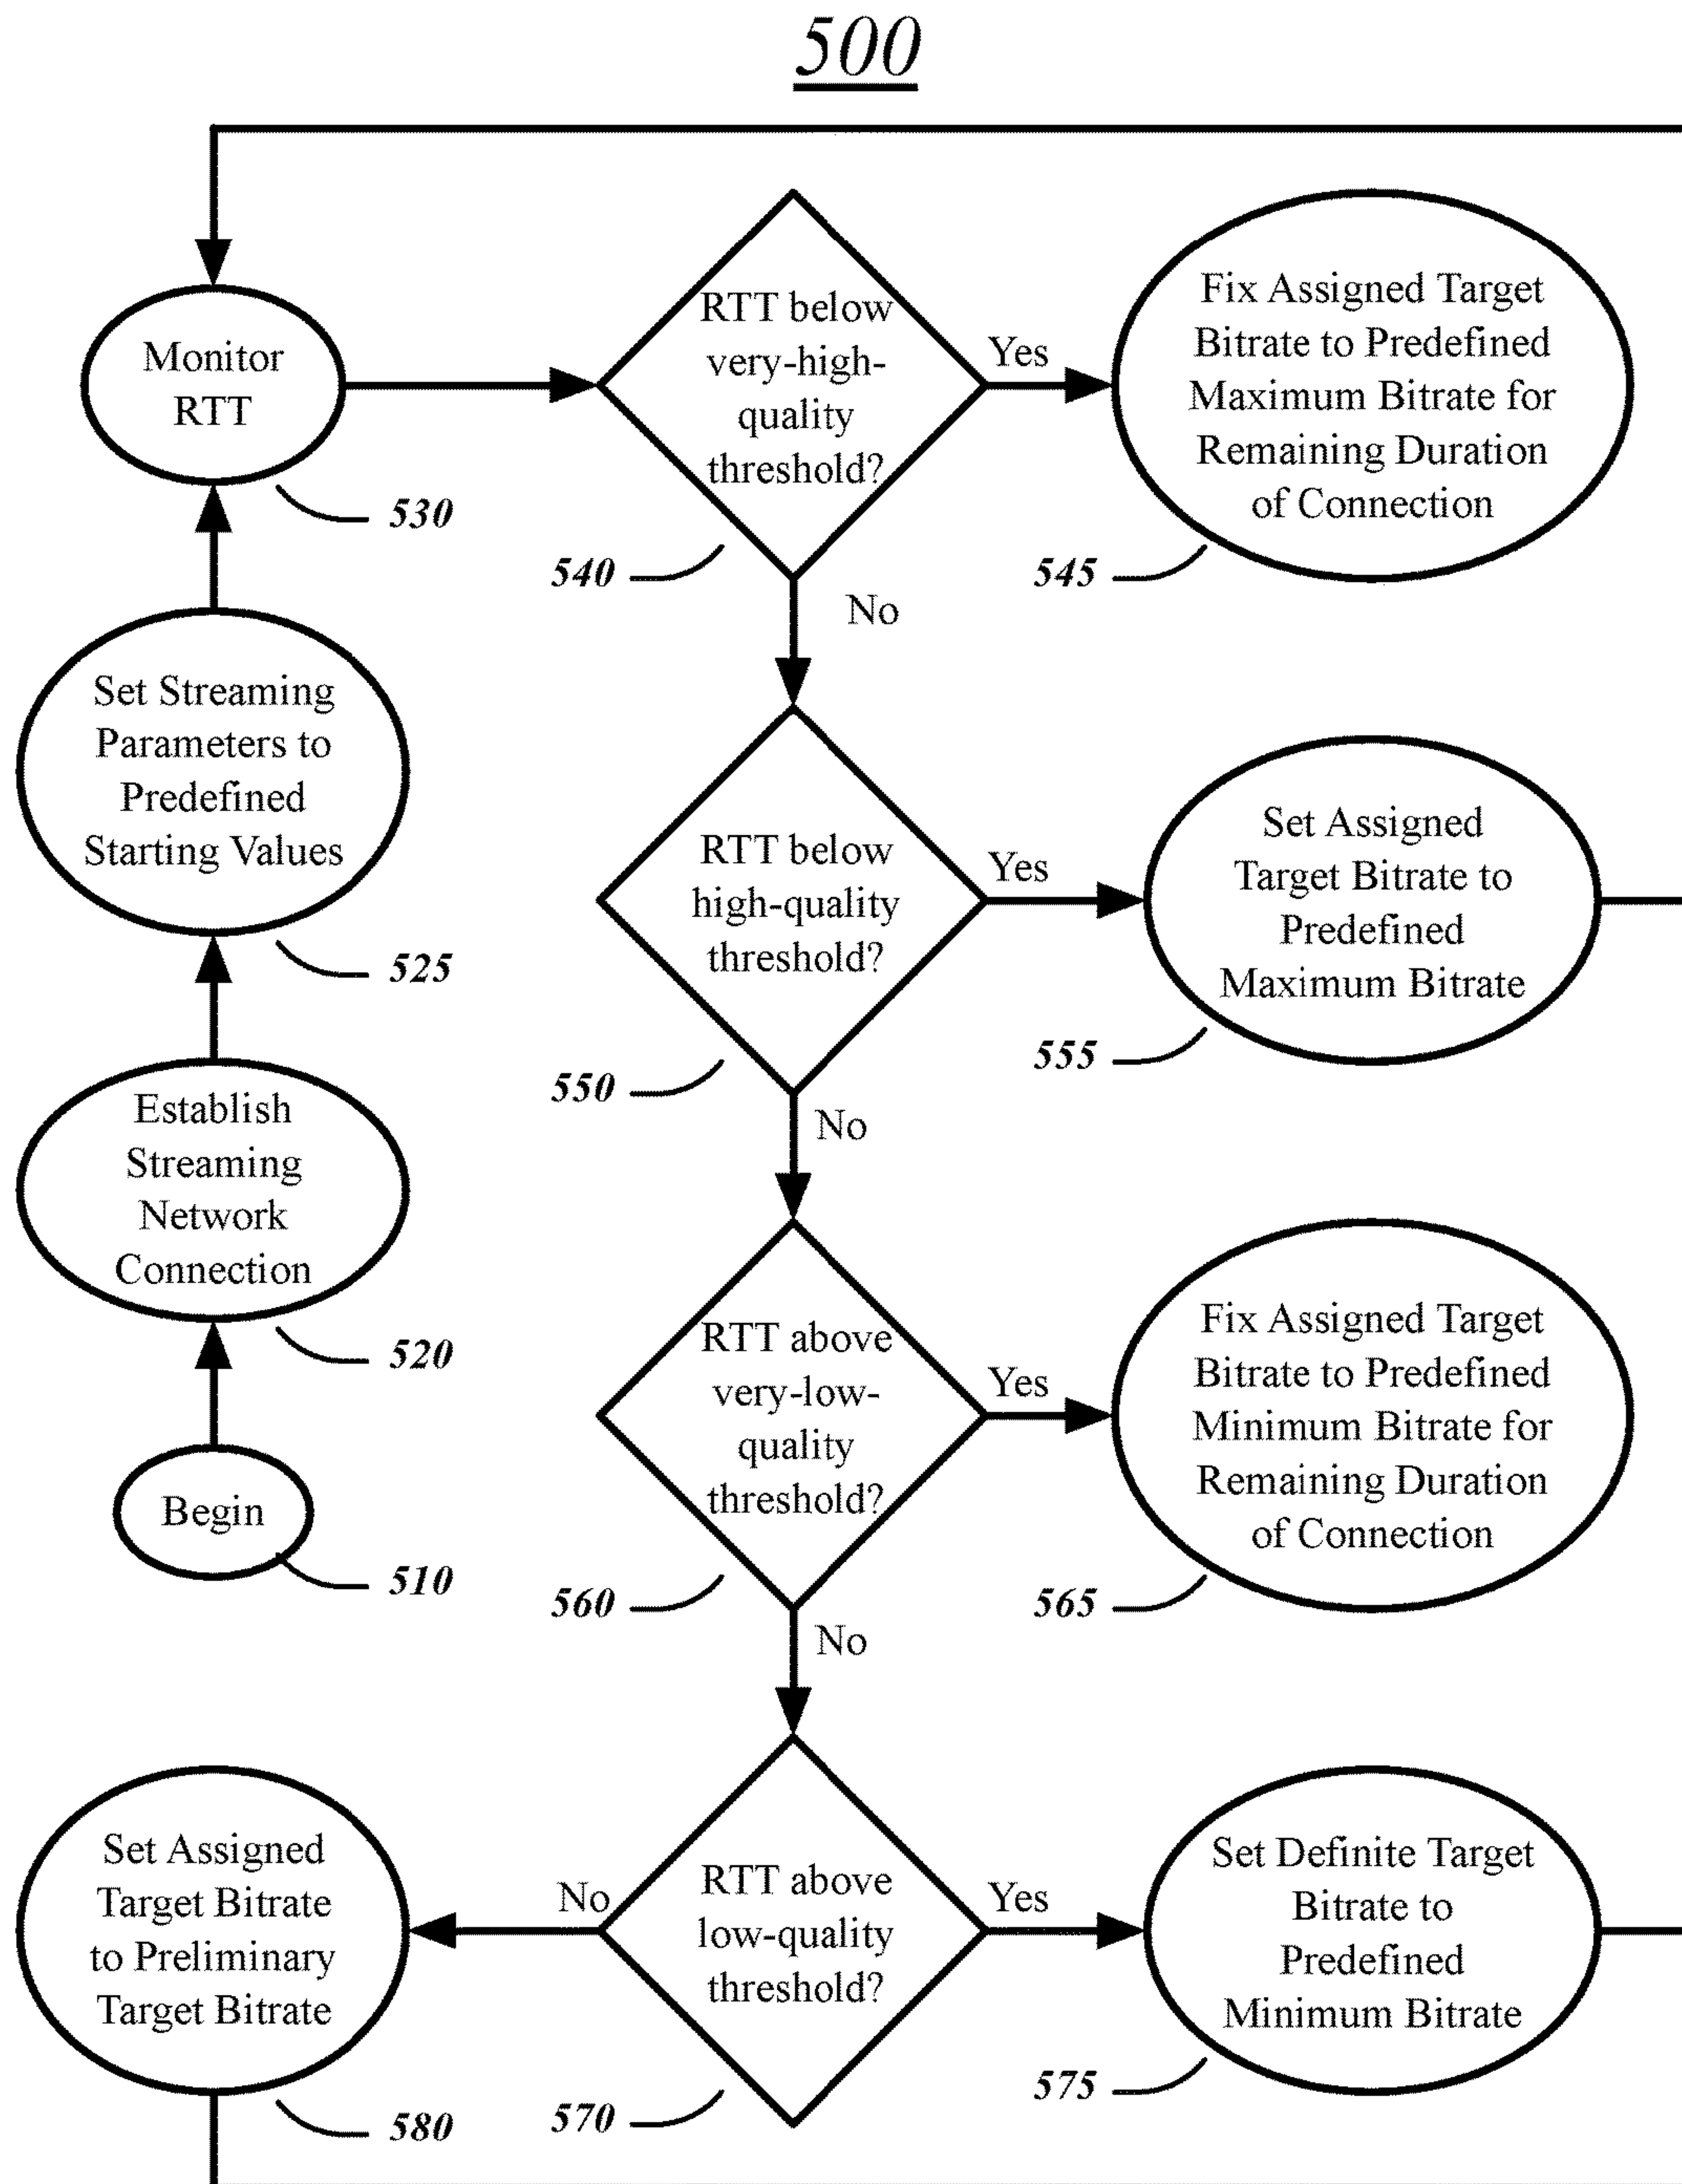 500
Monitor
RTT
530
RTT below
very-high-
quality
threshold?
540
Yes
Fix Assigned Target
Bitrate to Predefined
Maximum Bitrate for
Remaining Duration
of Connection
545
No
Set Streaming
Parameters to
Predefined
Starting Values
525
RTT below
high-quality
threshold?
550
Yes
Set Assigned
Target Bitrate to
Predefined
Maximum Bitrate
555
No
Establish
Streaming
Network
Connection
520
RTT above
very-low-
quality
threshold?
560
Yes
Fix Assigned Target
Bitrate to Predefined
Minimum Bitrate for
Remaining Duration
of Connection
565
Begin
510
No
Set Assigned
Target Bitrate
to Preliminary
Target Bitrate
580
No
RTT above
low-quality
threshold?
570
Yes
Set Definite Target
Bitrate to
Predefined
Minimum Bitrate
575